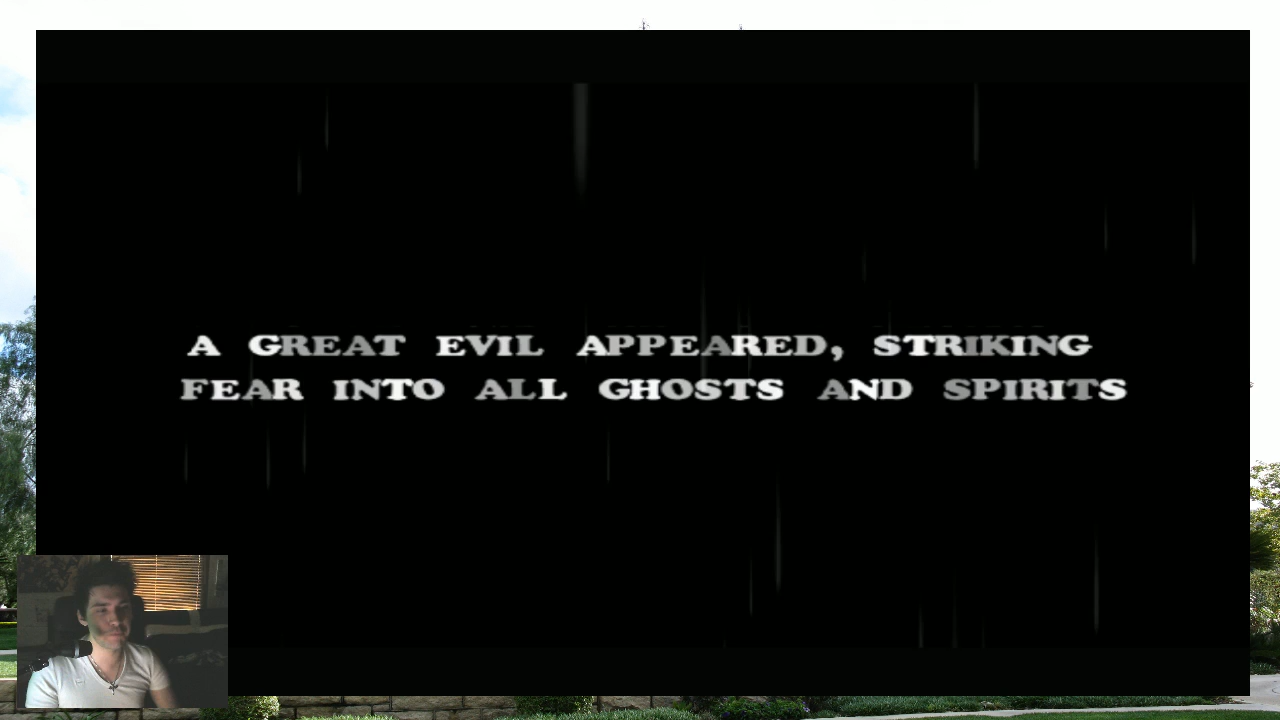 A GREAT EVIL APPEARED, STRIKING
FEAR INTO ALL GHOSTS AND SPIRITS